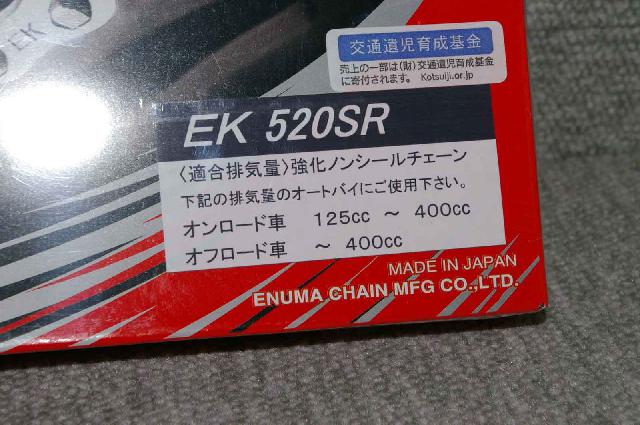 EK
交通遺児育成基金
売上の一部は(財)交通遺児育成基金
に寄付されます。 Kotsuiji.or.jp
EK 520SR
〈適合排気量〉強化ノンシールチェーン
下記の排気量のオートバイにご使用下さい。
オンロード車 125cc ~ 400cc
オフロード車 ~ 400cc
MADE IN JAPAN
ENUMA CHAIN MFG CO.,LTD.